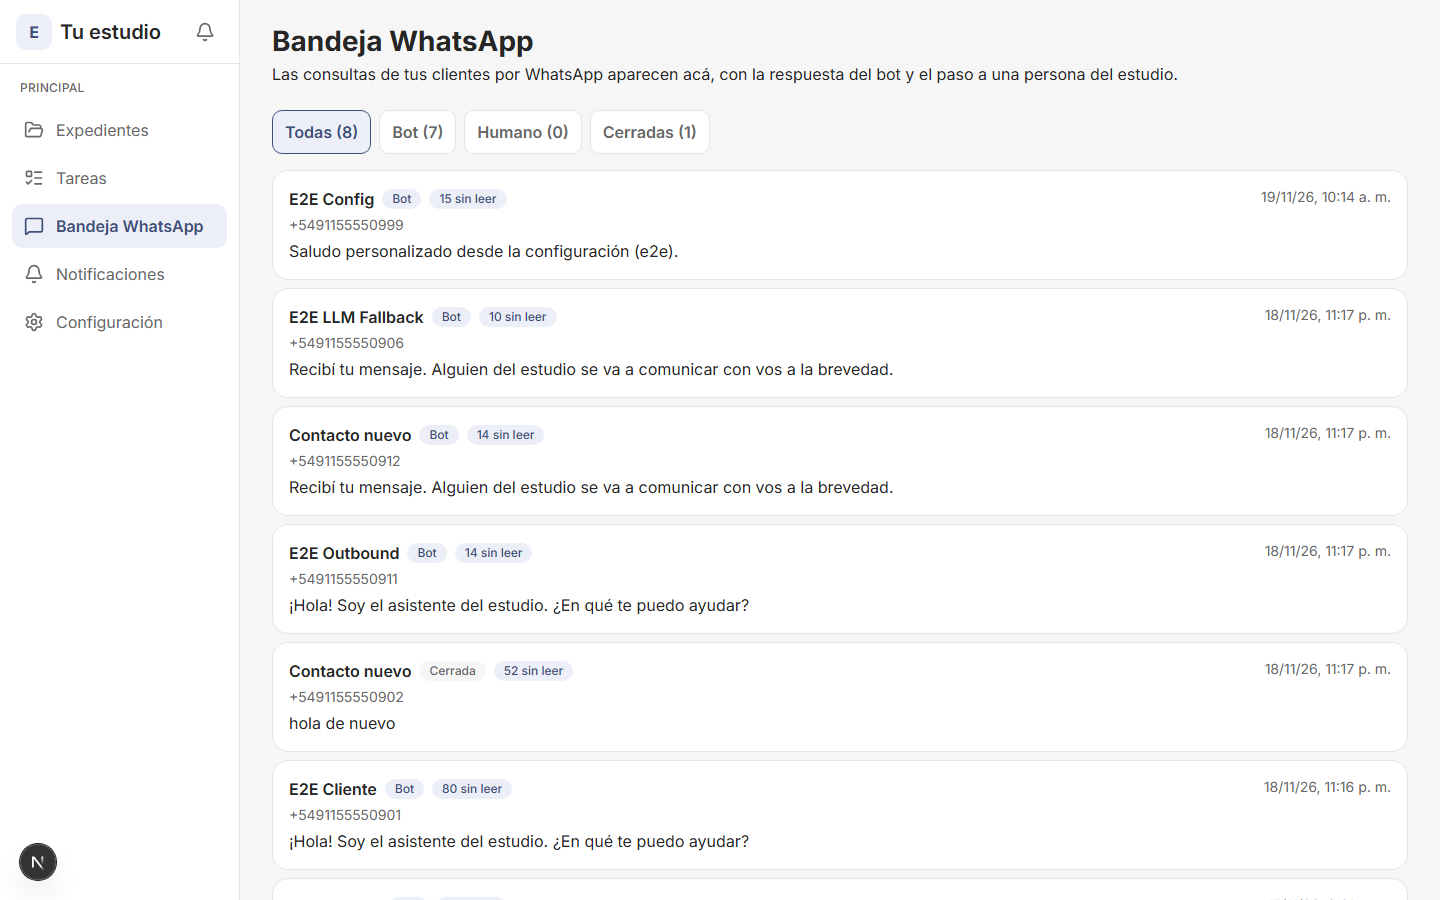 E Tu estudio
PRINCIPAL
Expedientes
Tareas
Bandeja WhatsApp
Notificaciones
Configuración
N
Bandeja WhatsApp
Las consultas de tus clientes por WhatsApp aparecen acá, con la respuesta del bot y el paso a una persona del estudio.
Todas (8) Bot (7) Humano (0) Cerradas (1)
E2E Config Bot 15 sin leer 19/11/26, 10:14 a. m.
+5491155550999
Saludo personalizado desde la configuración (e2e).
E2E LLM Fallback Bot 10 sin leer 18/11/26, 11:17 p. m.
+5491155550906
Recibí tu mensaje. Alguien del estudio se va a comunicar con vos a la brevedad.
Contacto nuevo Bot 14 sin leer 18/11/26, 11:17 p. m.
+5491155550912
Recibí tu mensaje. Alguien del estudio se va a comunicar con vos a la brevedad.
E2E Outbound Bot 14 sin leer 18/11/26, 11:17 p. m.
+5491155550911
¡Hola! Soy el asistente del estudio. ¿En qué te puedo ayudar?
Contacto nuevo Cerrada 52 sin leer 18/11/26, 11:17 p. m.
+5491155550902
hola de nuevo
E2E Cliente Bot 80 sin leer 18/11/26, 11:16 p. m.
+5491155550901
¡Hola! Soy el asistente del estudio. ¿En qué te puedo ayudar?